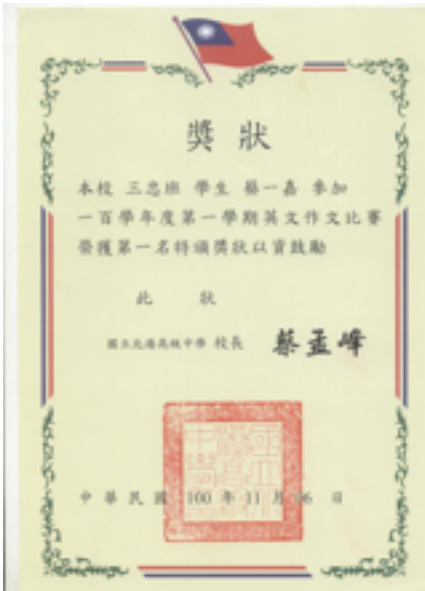 獎狀
本校 三忠班 學生 蔡一嘉 參加
一百學年度第一學期英文作文比賽
榮獲第一名特頒獎狀以資鼓勵
此 狀
國立北港高級中學 校長 蔡孟峰
中華民國 100 年 11 月 6 日